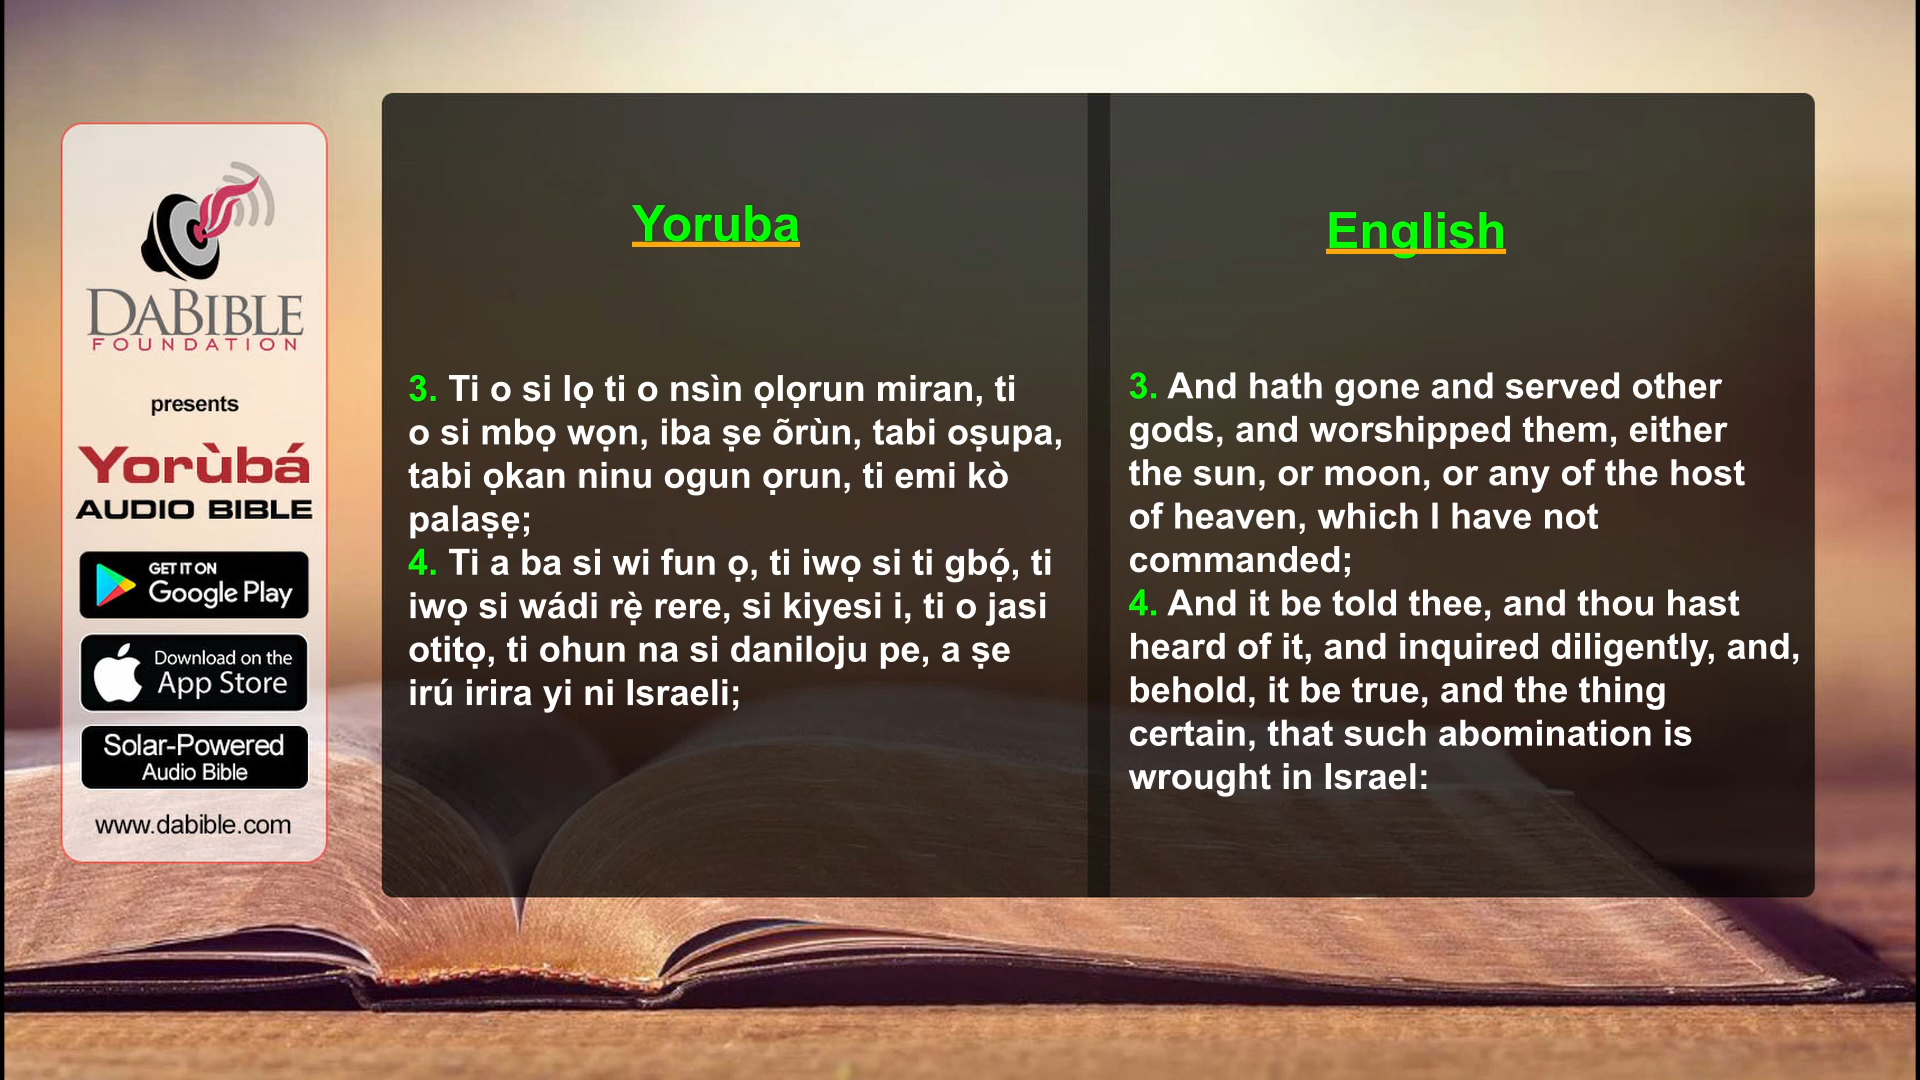 DABIBLE
FOUNDATION
presents
Yorùbá
AUDIO BIBLE
GET IT ON
Google Play
Download on the
App Store
Solar-Powered
Audio Bible
www.dabible.com
Yoruba
3. Ti o si lọ ti o nsìn ọlọrun miran, ti
o si mbọ wọn, iba ṣe õrùn, tabi oṣupa,
tabi ọkan ninu ogun ọrun, ti emi kò
palaṣẹ;
4. Ti a ba si wi fun ọ, ti iwọ si ti gbọ́, ti
iwọ si wádi rẹ̀ rere, si kiyesi i, ti o jasi
otitọ, ti ohun na si daniloju pe, a ṣe
irú irira yi ni Israeli;
English
3. And hath gone and served other
gods, and worshipped them, either
the sun, or moon, or any of the host
of heaven, which I have not
commanded;
4. And it be told thee, and thou hast
heard of it, and inquired diligently, and,
behold, it be true, and the thing
certain, that such abomination is
wrought in Israel: